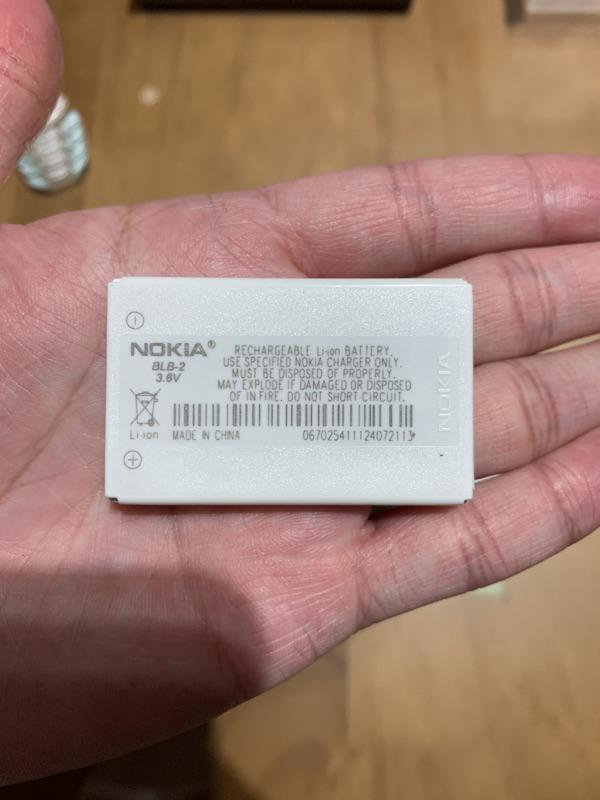 NOKIA®
BLB-2
3.6V
RECHARGEABLE Li-ion BATTERY.
USE SPECIFIED NOKIA CHARGER ONLY.
MUST BE DISPOSED OF PROPERLY.
MAY EXPLODE IF DAMAGED OR DISPOSED
OF IN FIRE. DO NOT SHORT CIRCUIT.
Li-ion MADE IN CHINA 067025411124072113
NOKIA